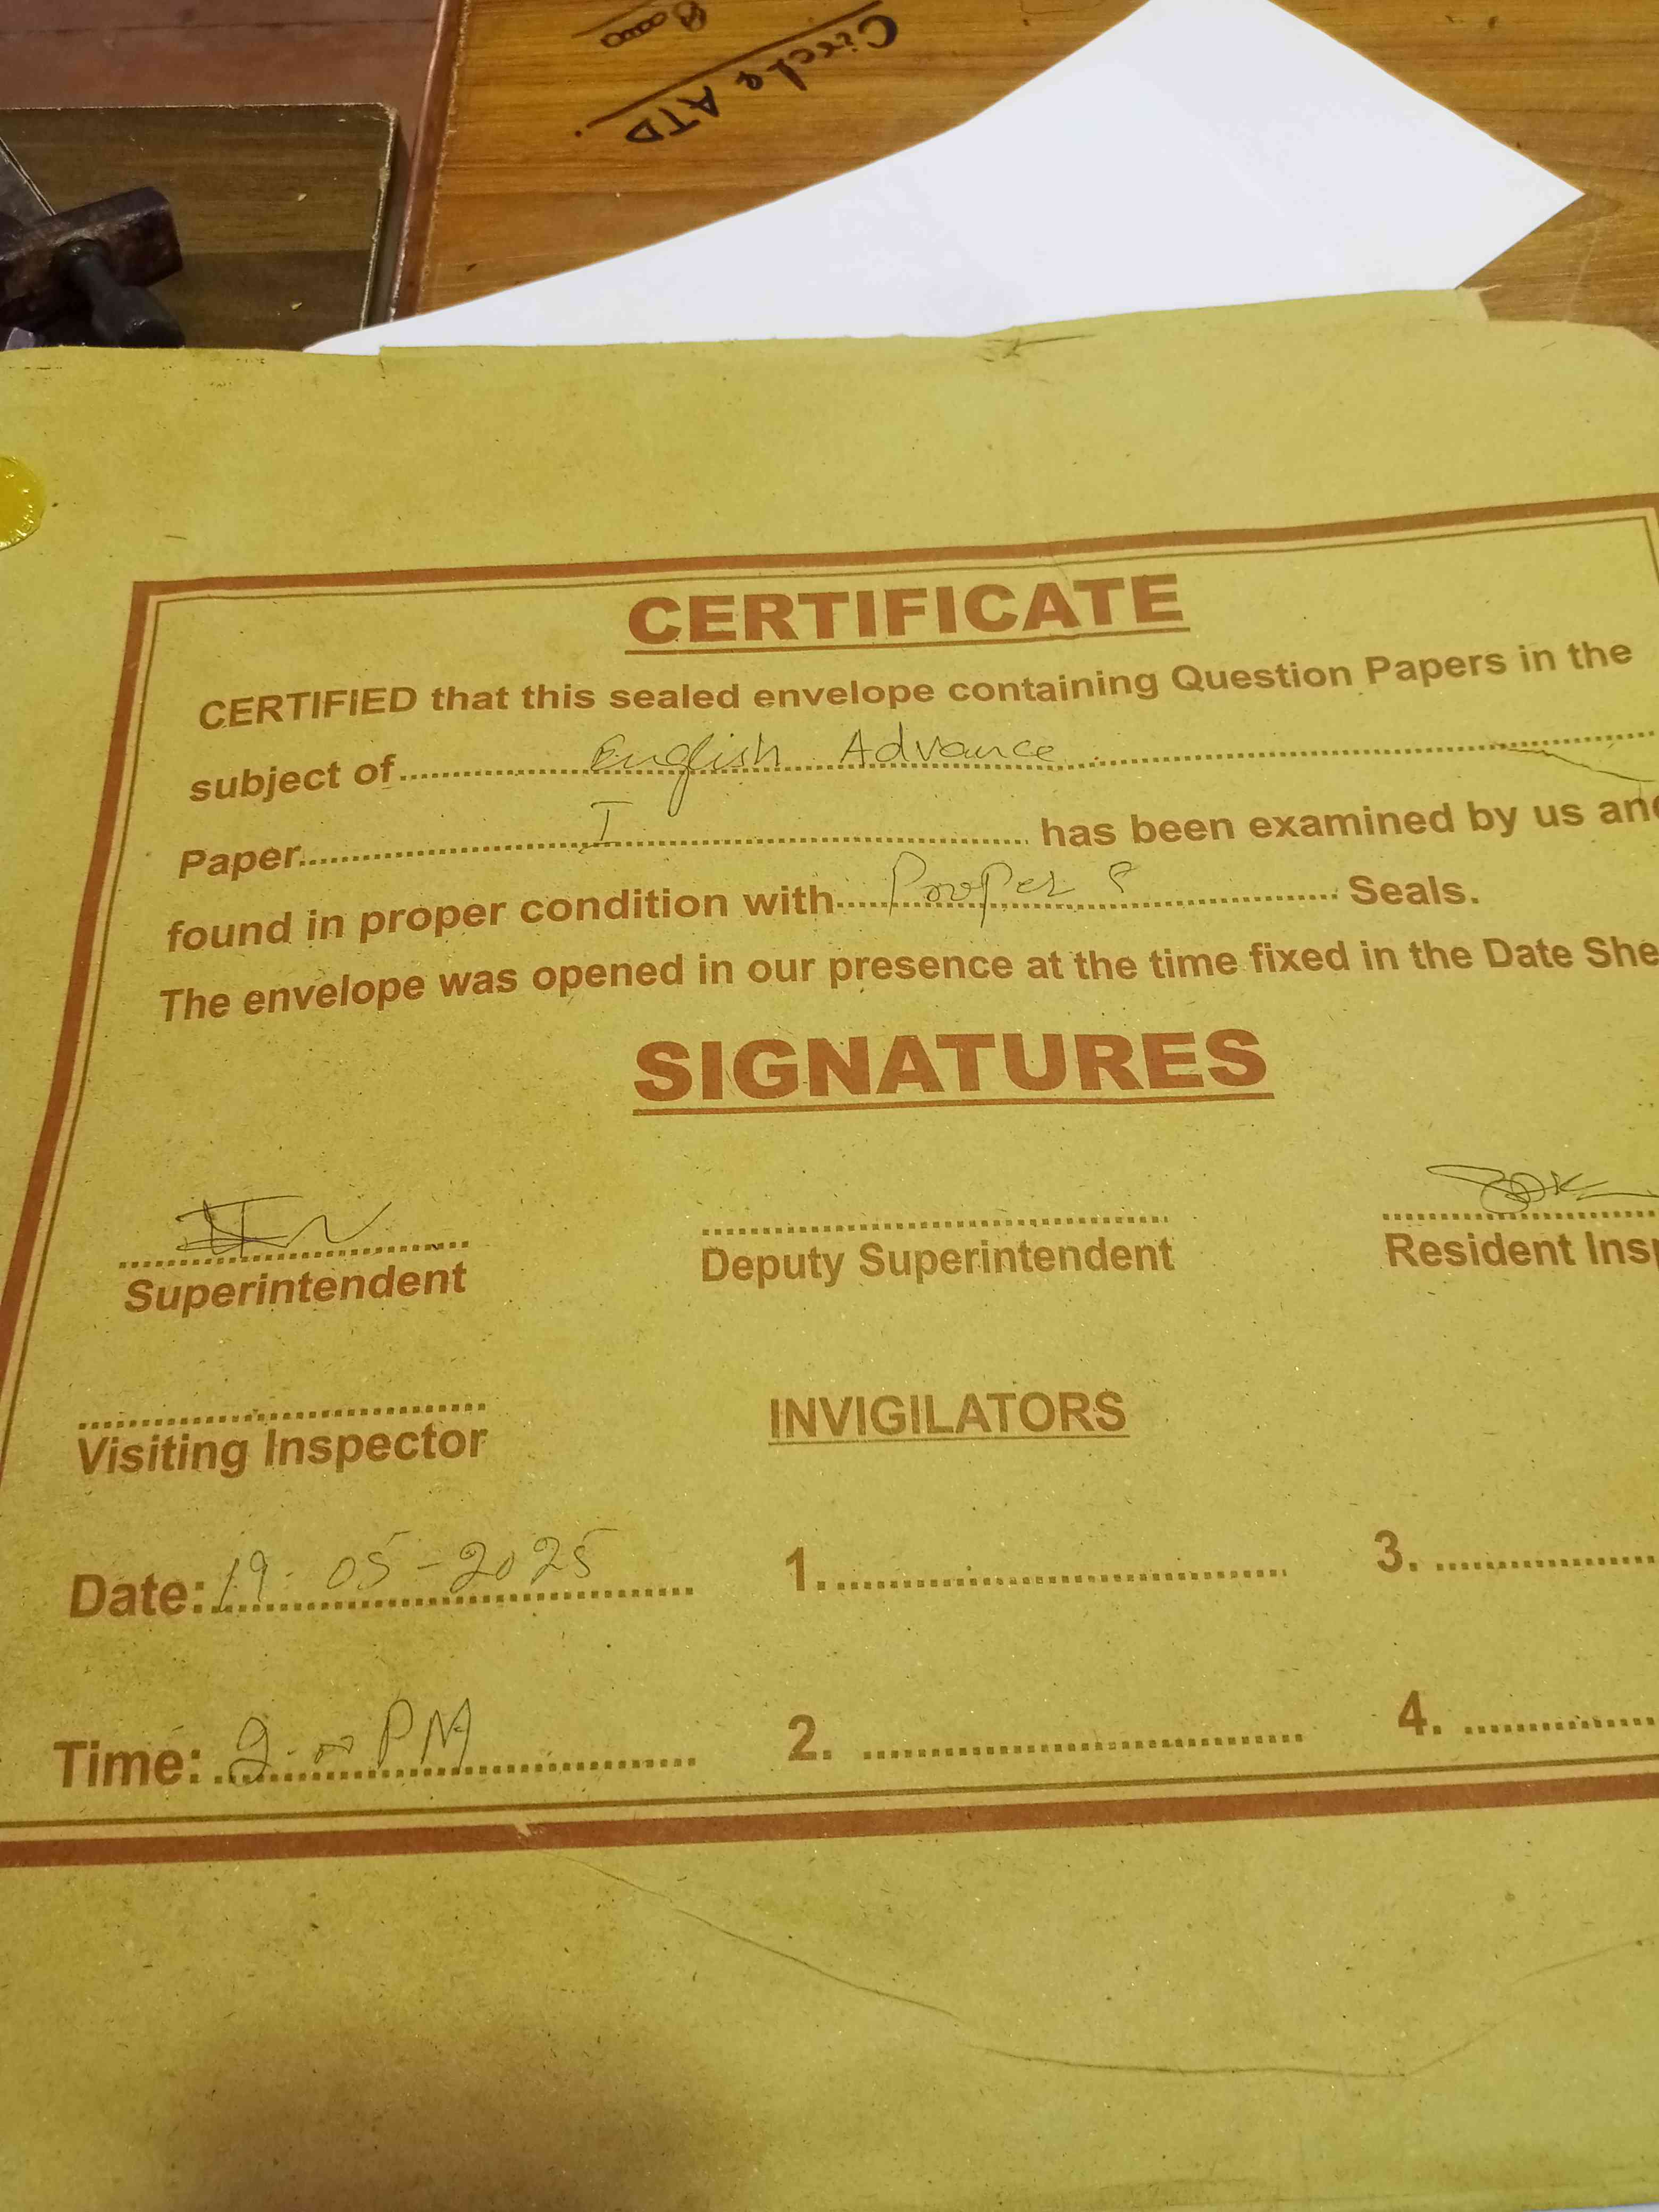 Circle ATD
CERTIFICATE
CERTIFIED that this sealed envelope containing Question Papers in the
subject of English Advance
Paper I has been examined by us and
found in proper condition with Proper 8 Seals.
The envelope was opened in our presence at the time fixed in the Date She
SIGNATURES
Superintendent
Deputy Superintendent
Resident Insp
Visiting Inspector
INVIGILATORS
Date: 19-05-2025
1.
3.
Time: 2.00 PM
2.
4.